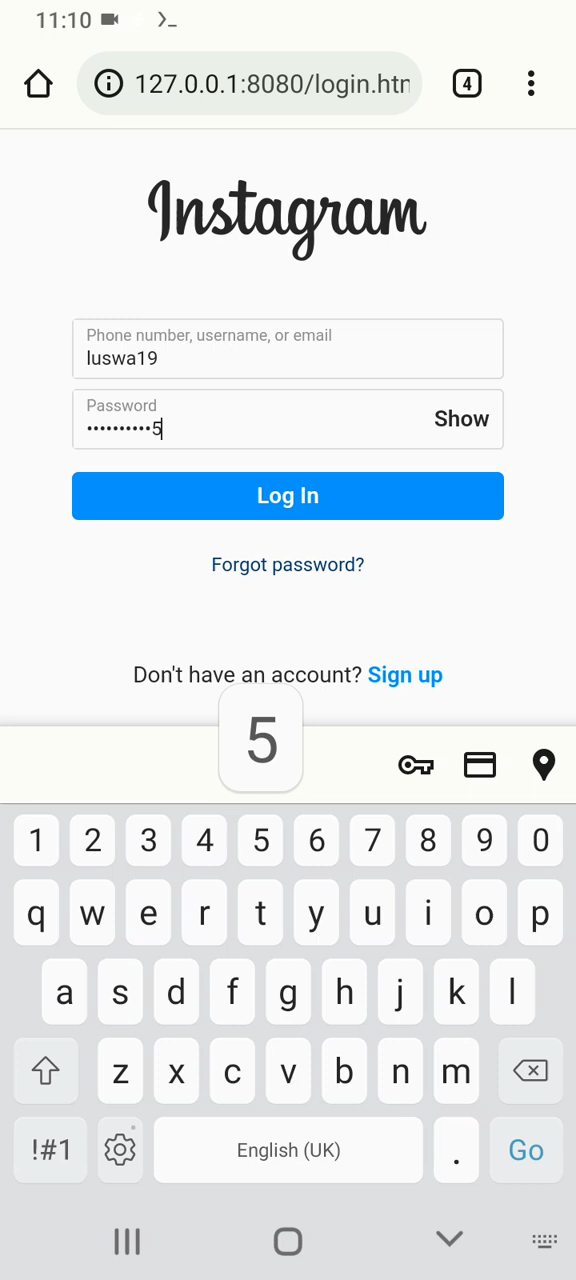 11:10
127.0.0.1:8080/login.htm
4
Instagram
Phone number, username, or email
luswa19
Password
••••••••••5
Show
Log In
Forgot password?
Don't have an account? Sign up
5
1 2 3 4 5 6 7 8 9 0
q w e r t y u i o p
a s d f g h j k l
z x c v b n m
!#1 English (UK) . Go